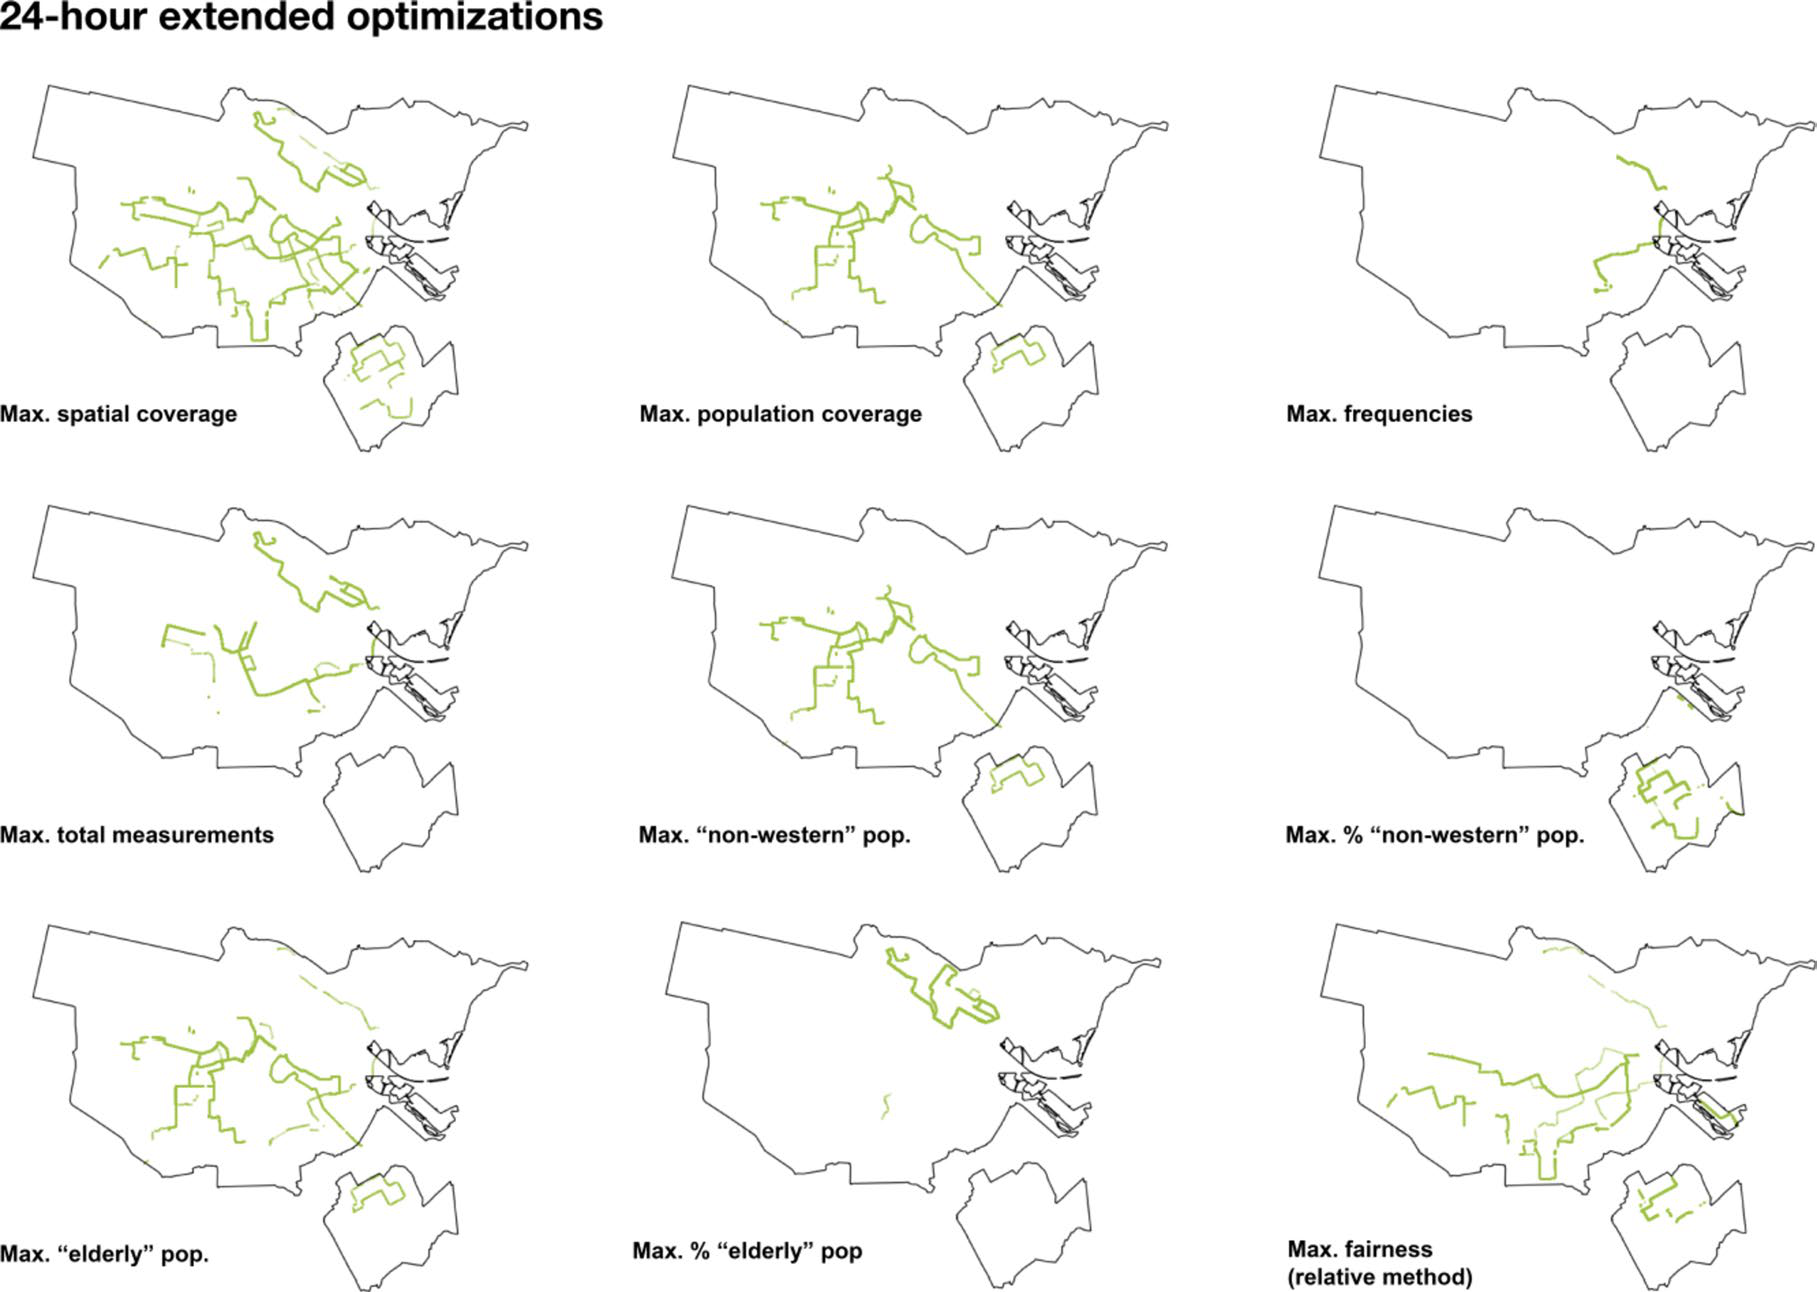 24-hour extended optimizations
Max. spatial coverage
Max. population coverage
Max. frequencies
Max. total measurements
Max. “non-western” pop.
Max. % “non-western” pop.
Max. “elderly” pop.
Max. % “elderly” pop
Max. fairness
(relative method)